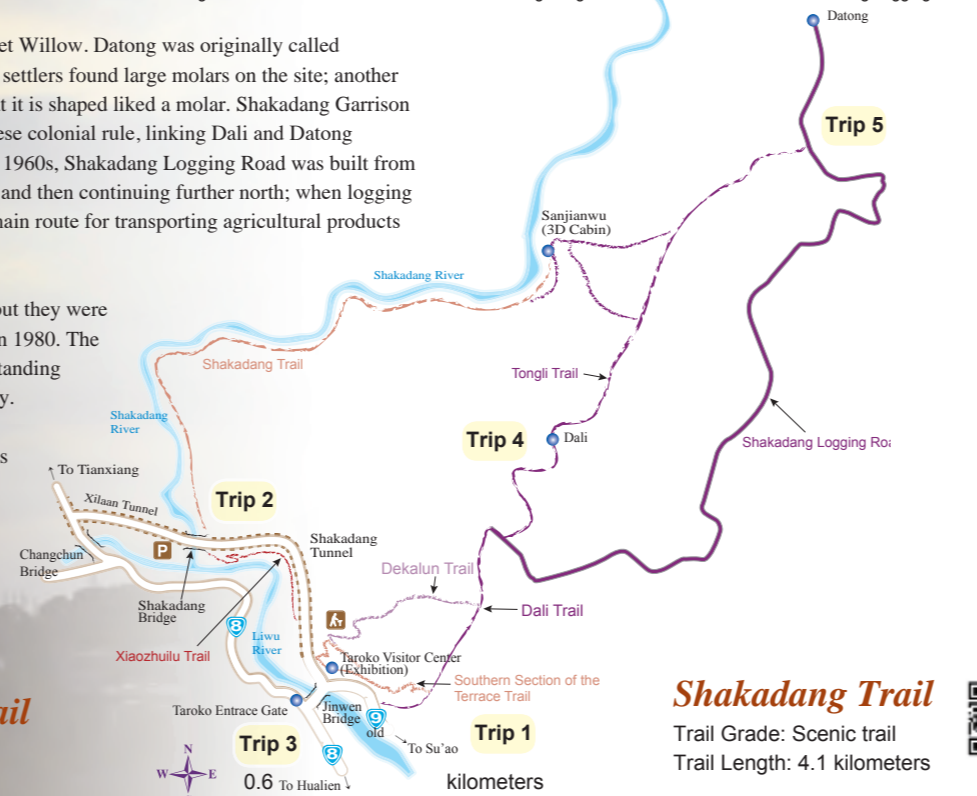 et Willow. Datong was originally called
settlers found large molars on the site; another
t it is shaped liked a molar. Shakadang Garrison
ese colonial rule, linking Dali and Datong
1960s, Shakadang Logging Road was built from
and then continuing further north; when logging
ain route for transporting agricultural products
ut they were
n 1980. The
tanding
y.
s
Datong
Trip 5
Sanjianwu
(3D Cabin)
Shakadang River
Shakadang Trail
Tongli Trail
Shakadang
River
Trip 4
Dali
Shakadang Logging Roa
To Tianxiang
Xilaan Tunnel
Trip 2
P
Shakadang
Tunnel
Changchun
Bridge
Dekalun Trail
Shakadang
Bridge
Dali Trail
8
Liwu
River
Xiaozhuilu Trail
Taroko Visitor Center
(Exhibition)
Southern Section of the
Terrace Trail
Taroko Entrace Gate
Jinwen
Bridge
9
old
Trip 1
To Su'ao
Trip 3
8
N
W
E
0.6
To Hualien
kilometers
ail
Shakadang Trail
Trail Grade: Scenic trail
Trail Length: 4.1 kilometers